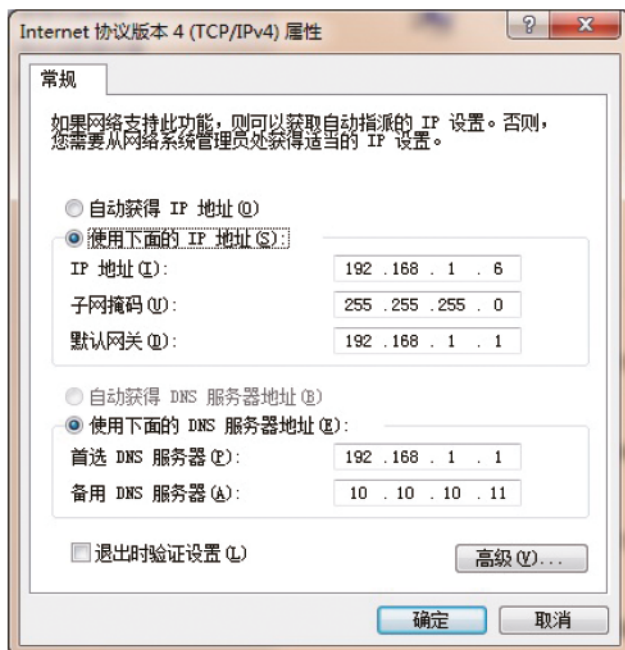 Internet 协议版本 4 (TCP/IPv4) 属性
常规
如果网络支持此功能，则可以获取自动指派的 IP 设置。否则，
您需要从网络系统管理员处获得适当的 IP 设置。
自动获得 IP 地址(O)
使用下面的 IP 地址(S):
IP 地址(I): 192 .168 . 1 . 6
子网掩码(U): 255 .255 .255 . 0
默认网关(D): 192 .168 . 1 . 1
自动获得 DNS 服务器地址(B)
使用下面的 DNS 服务器地址(E):
首选 DNS 服务器(P): 192 .168 . 1 . 1
备用 DNS 服务器(A): 10 . 10 . 10 . 11
退出时验证设置(L)
高级(V)...
确定 取消